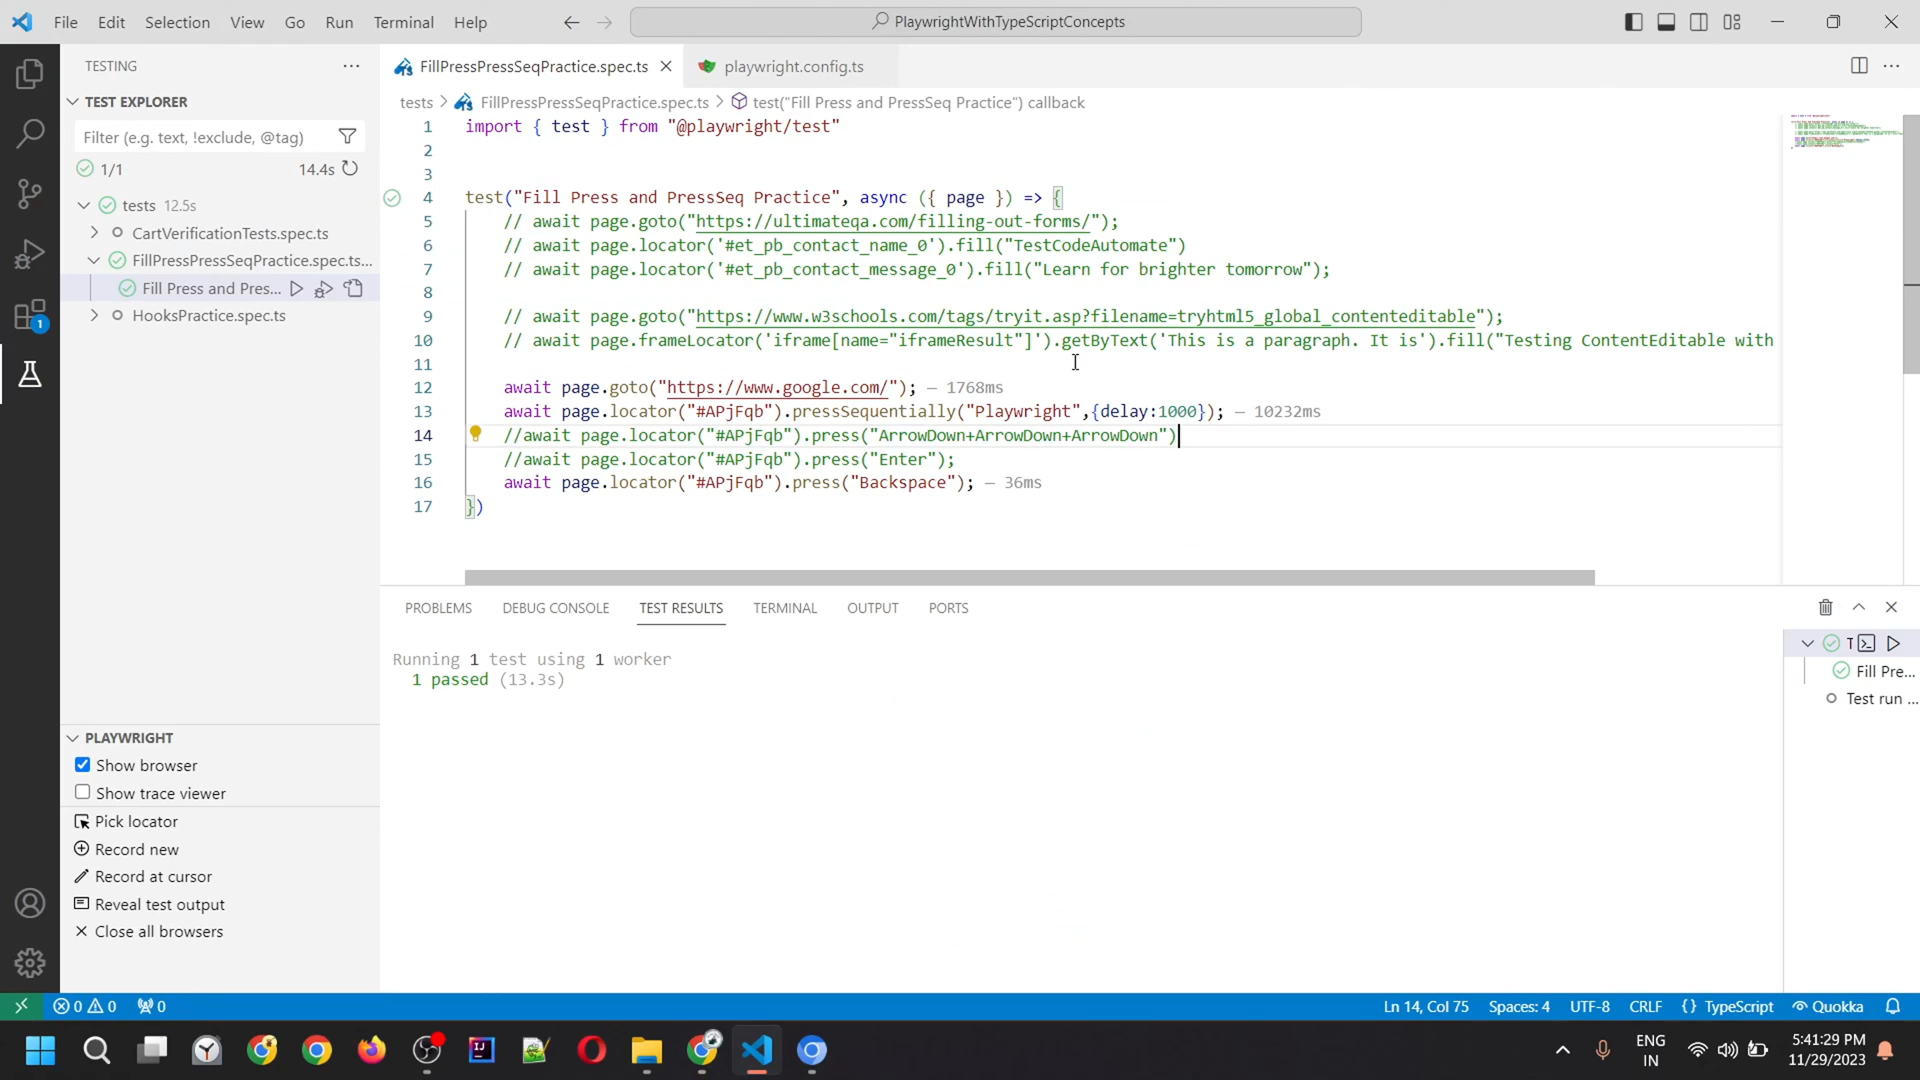 File Edit Selection View Go Run Terminal Help
PlaywrightWithTypeScriptConcepts
TESTING
TEST EXPLORER
Filter (e.g. text, !exclude, @tag)
1/1 14.4s
tests 12.5s
CartVerificationTests.spec.ts
FillPressPressSeqPractice.spec.ts...
Fill Press and Pres...
HooksPractice.spec.ts
1
PLAYWRIGHT
Show browser
Show trace viewer
Pick locator
Record new
Record at cursor
Reveal test output
Close all browsers
FillPressPressSeqPractice.spec.ts playwright.config.ts
tests > FillPressPressSeqPractice.spec.ts > test("Fill Press and PressSeq Practice") callback
1 import { test } from "@playwright/test"
2
3
4 test("Fill Press and PressSeq Practice", async ({ page }) => {
5 // await page.goto("https://ultimateqa.com/filling-out-forms/");
6 // await page.locator('#et_pb_contact_name_0').fill("TestCodeAutomate")
7 // await page.locator('#et_pb_contact_message_0').fill("Learn for brighter tomorrow");
8
9 // await page.goto("https://www.w3schools.com/tags/tryit.asp?filename=tryhtml5_global_contenteditable");
10 // await page.frameLocator('iframe[name="iframeResult"]').getByText('This is a paragraph. It is').fill("Testing ContentEditable with
11
12 await page.goto("https://www.google.com/"); — 1768ms
13 await page.locator("#APjFqb").pressSequentially("Playwright",{delay:1000}); — 10232ms
14 //await page.locator("#APjFqb").press("ArrowDown+ArrowDown+ArrowDown")
15 //await page.locator("#APjFqb").press("Enter");
16 await page.locator("#APjFqb").press("Backspace"); — 36ms
17 })
PROBLEMS DEBUG CONSOLE TEST RESULTS TERMINAL OUTPUT PORTS
Running 1 test using 1 worker
1 passed (13.3s)
T
Fill Pre...
Test run ...
0 0 0
Ln 14, Col 75 Spaces: 4 UTF-8 CRLF {} TypeScript Quokka
ENG
IN
5:41:29 PM
11/29/2023